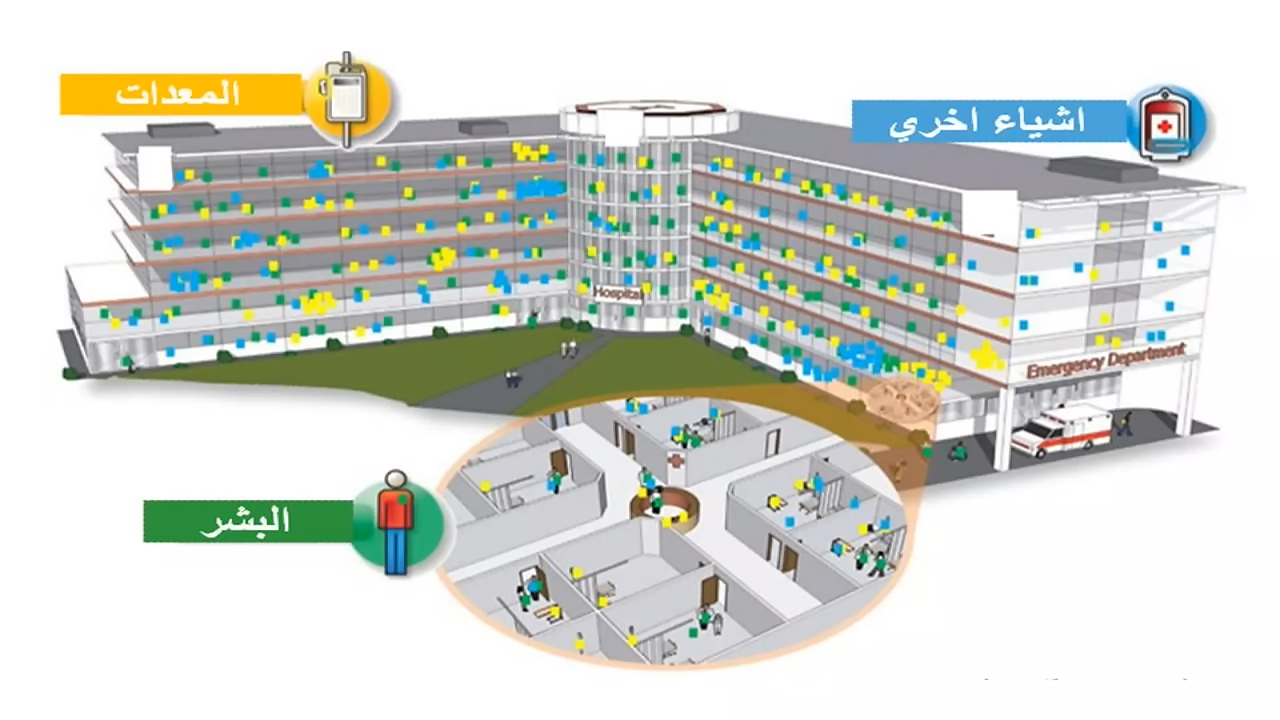 المعدات
اشياء اخري
Hospital
Emergency Department
البشر